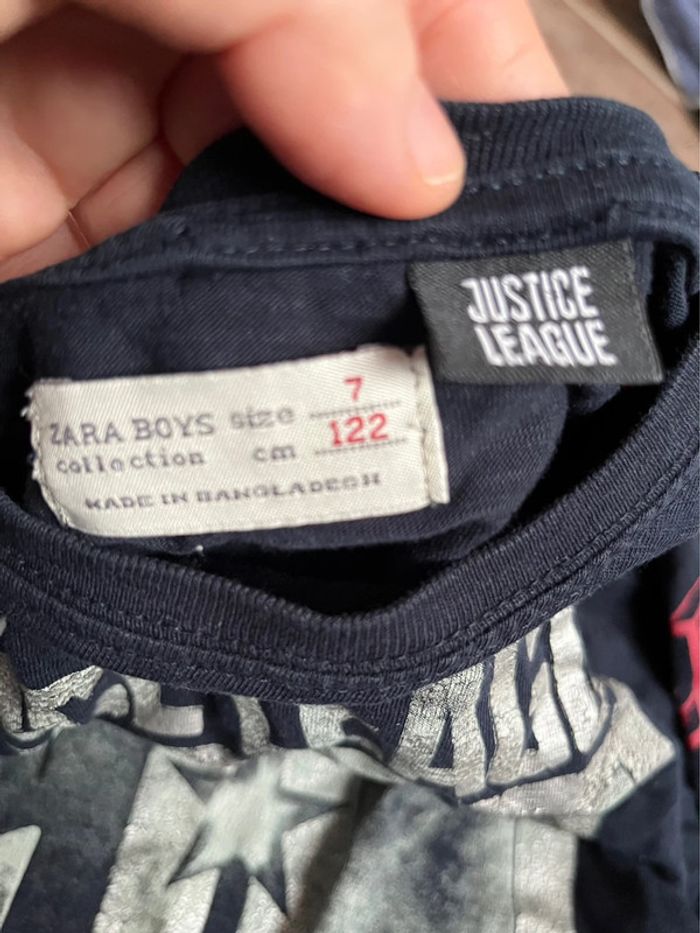 JUSTICE
LEAGUE
ZARA BOYS size 7
collection cm 122
MADE IN BANGLADESH